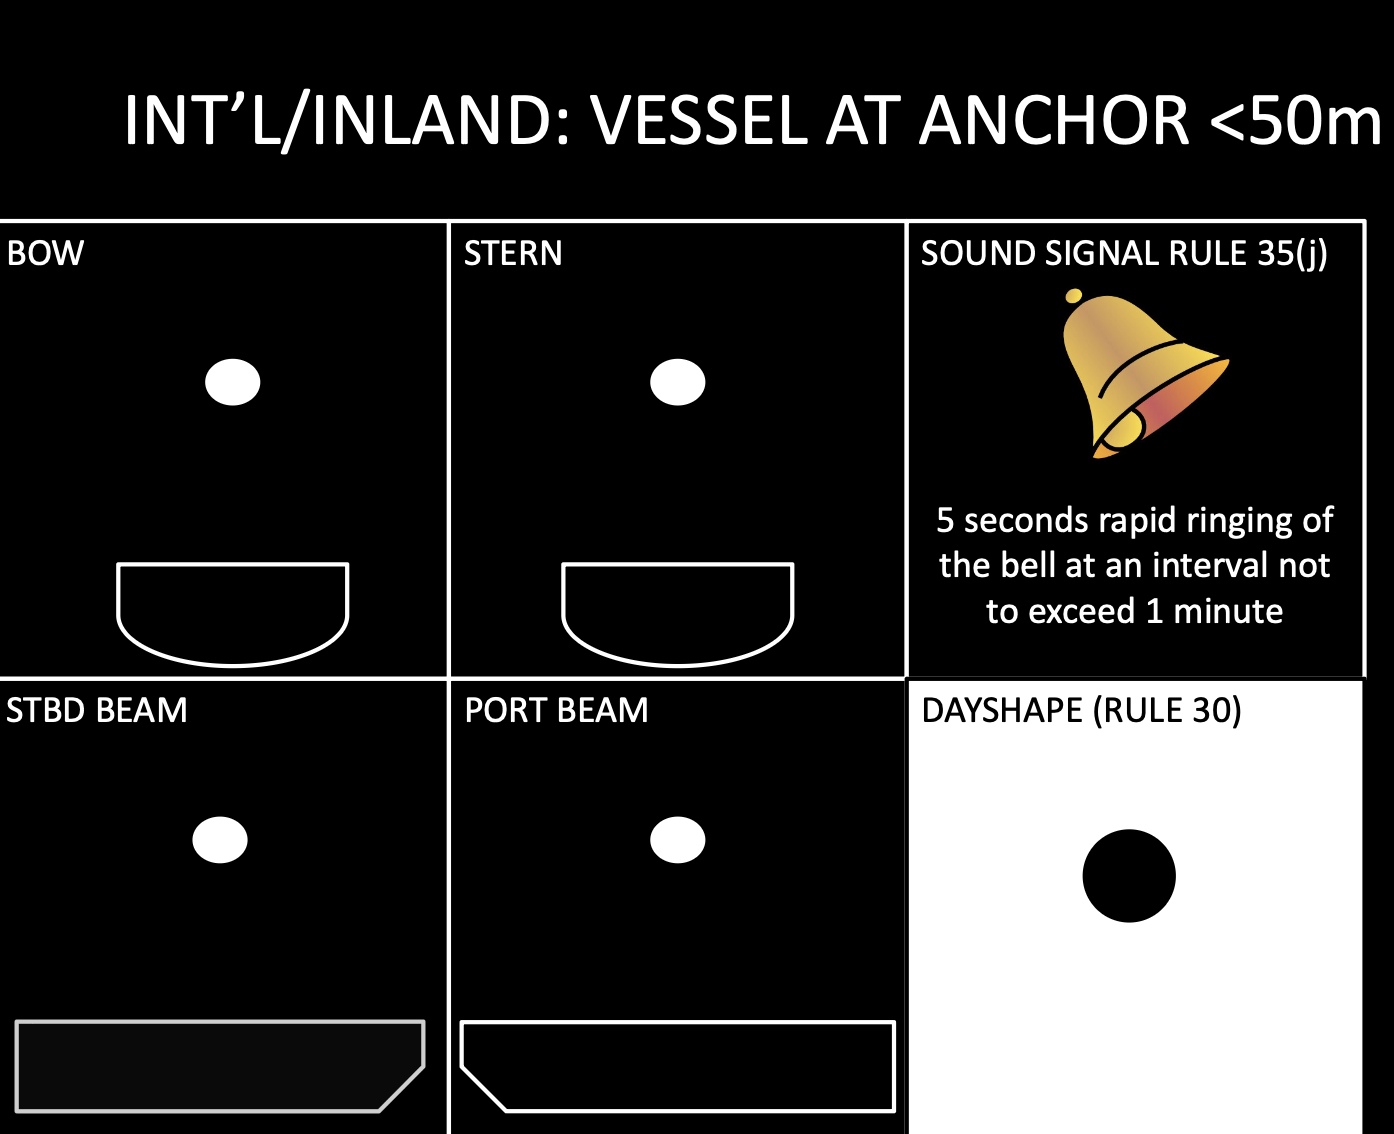 INT’L/INLAND: VESSEL AT ANCHOR <50m
BOW
STERN
SOUND SIGNAL RULE 35(j)
5 seconds rapid ringing of
the bell at an interval not
to exceed 1 minute
STBD BEAM
PORT BEAM
DAYSHAPE (RULE 30)